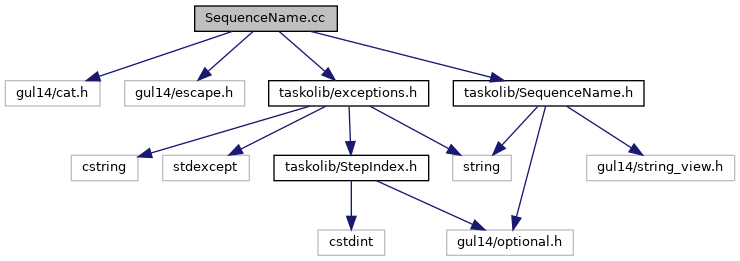 SequenceName.cc
gul14/cat.h
gul14/escape.h
taskolib/exceptions.h
taskolib/SequenceName.h
cstring
stdexcept
taskolib/StepIndex.h
string
gul14/string_view.h
cstdint
gul14/optional.h